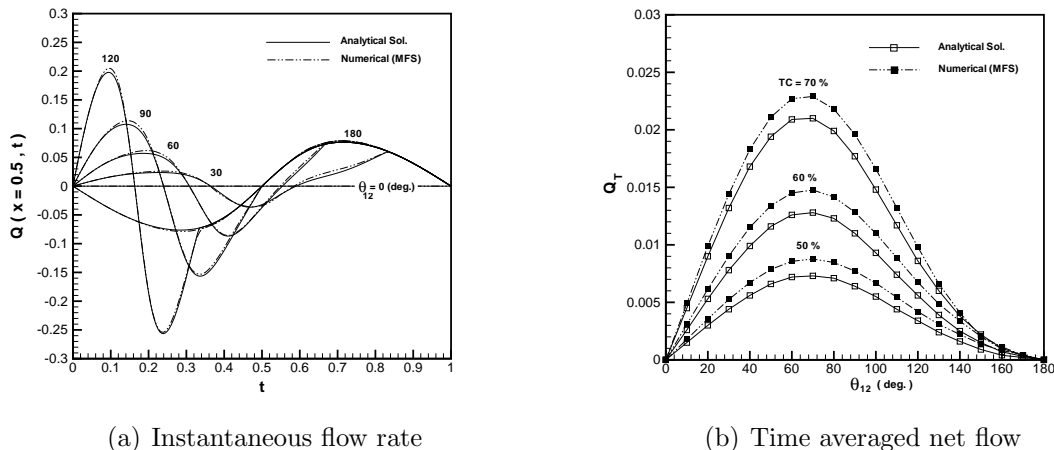 0.3
0.25
0.2
0.15
0.1
0.05
0
-0.05
-0.1
-0.15
-0.2
-0.25
-0.3
Q ( x = 0.5 , t )
0 0.1 0.2 0.3 0.4 0.5 0.6 0.7 0.8 0.9 1
t
Analytical Sol.
Numerical (MFS)
120
90
60
30
180
θ12 = 0 (deg.)
(a) Instantaneous flow rate
0.03
0.025
0.02
0.015
0.01
0.005
0
QT
0 20 40 60 80 100 120 140 160 180
θ12 ( deg. )
Analytical Sol.
Numerical (MFS)
TC = 70 %
60 %
50 %
(b) Time averaged net flow